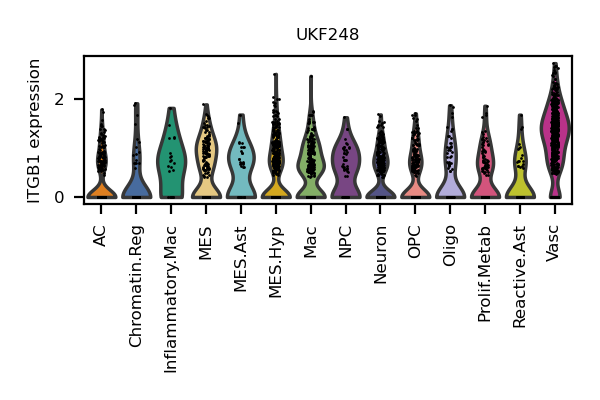 UKF248
ITGB1 expression
2
0
AC
Chromatin.Reg
Inflammatory.Mac
MES
MES.Ast
MES.Hyp
Mac
NPC
Neuron
OPC
Oligo
Prolif.Metab
Reactive.Ast
Vasc